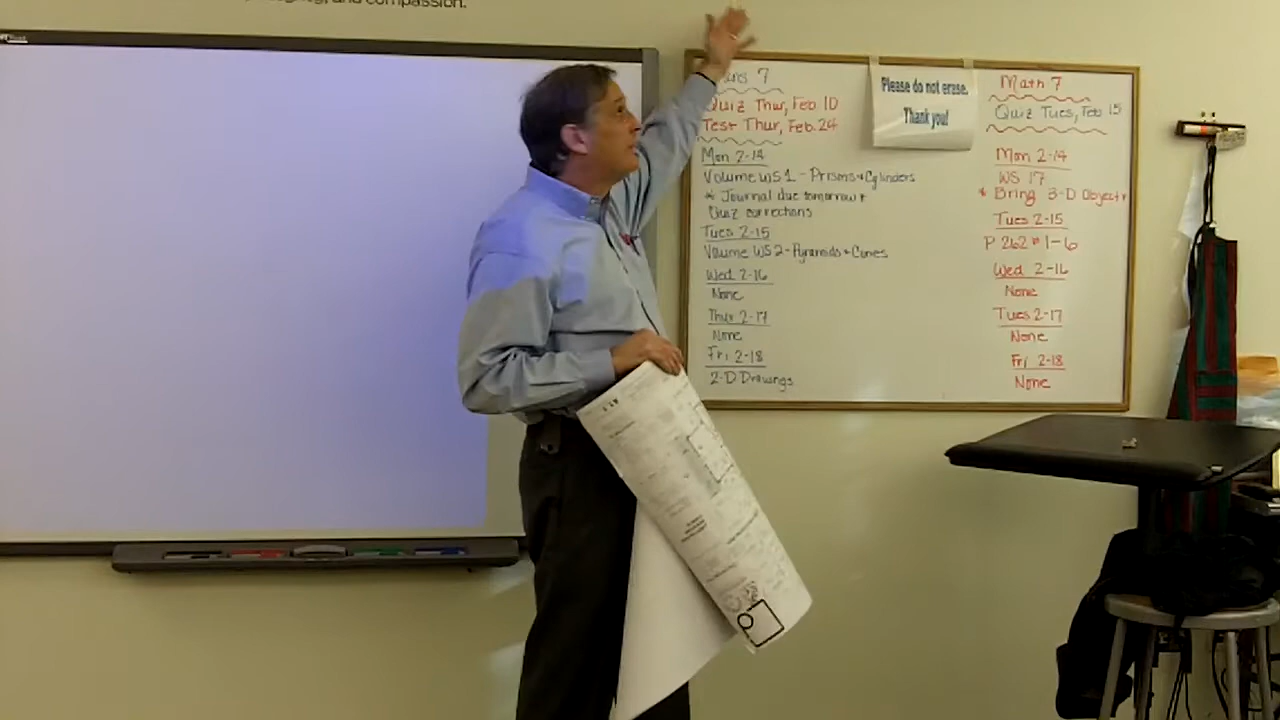 and compassion.
7
Quiz Thur, Feb 10
Test Thur, Feb. 24
Mon 2-14
Volume WS 1 - Prisms + Cylinders
* Journal due tomorrow *
Quiz corrections
Tues 2-15
Volume WS 2 - Pyramids + Cones
Wed 2-16
None
Thur 2-17
None
Fri 2-18
2-D Drawings
Please do not erase.
Thank you!
Math 7
Quiz Tues, Feb 15
Mon 2-14
WS 17
* Bring 3-D Object *
Tues 2-15
P 262 # 1-6
Wed 2-16
None
Tues 2-17
None
Fri 2-18
None